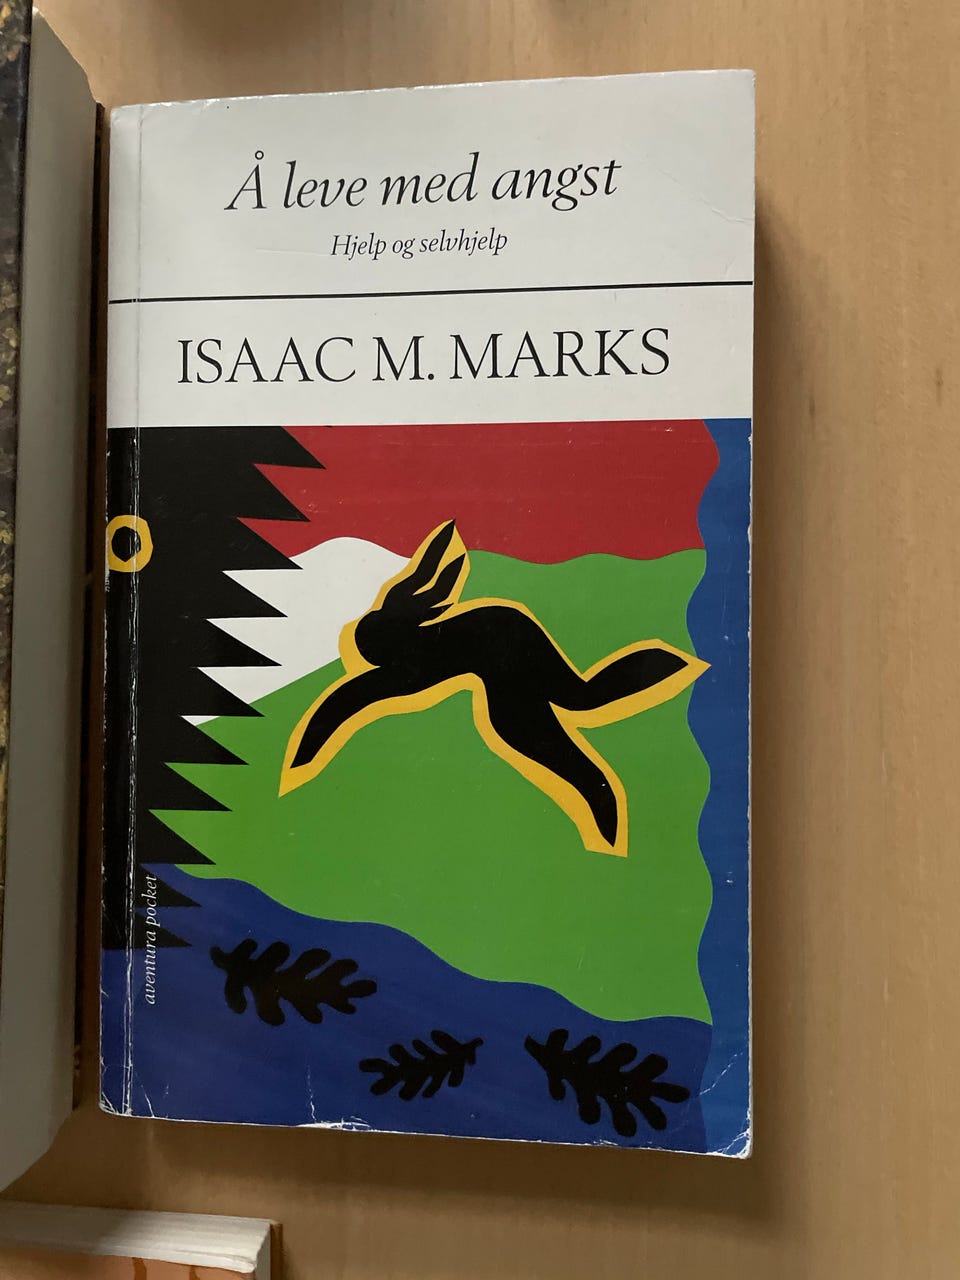 Å leve med angst
Hjelp og selvhjelp
ISAAC M. MARKS
aventura pocket